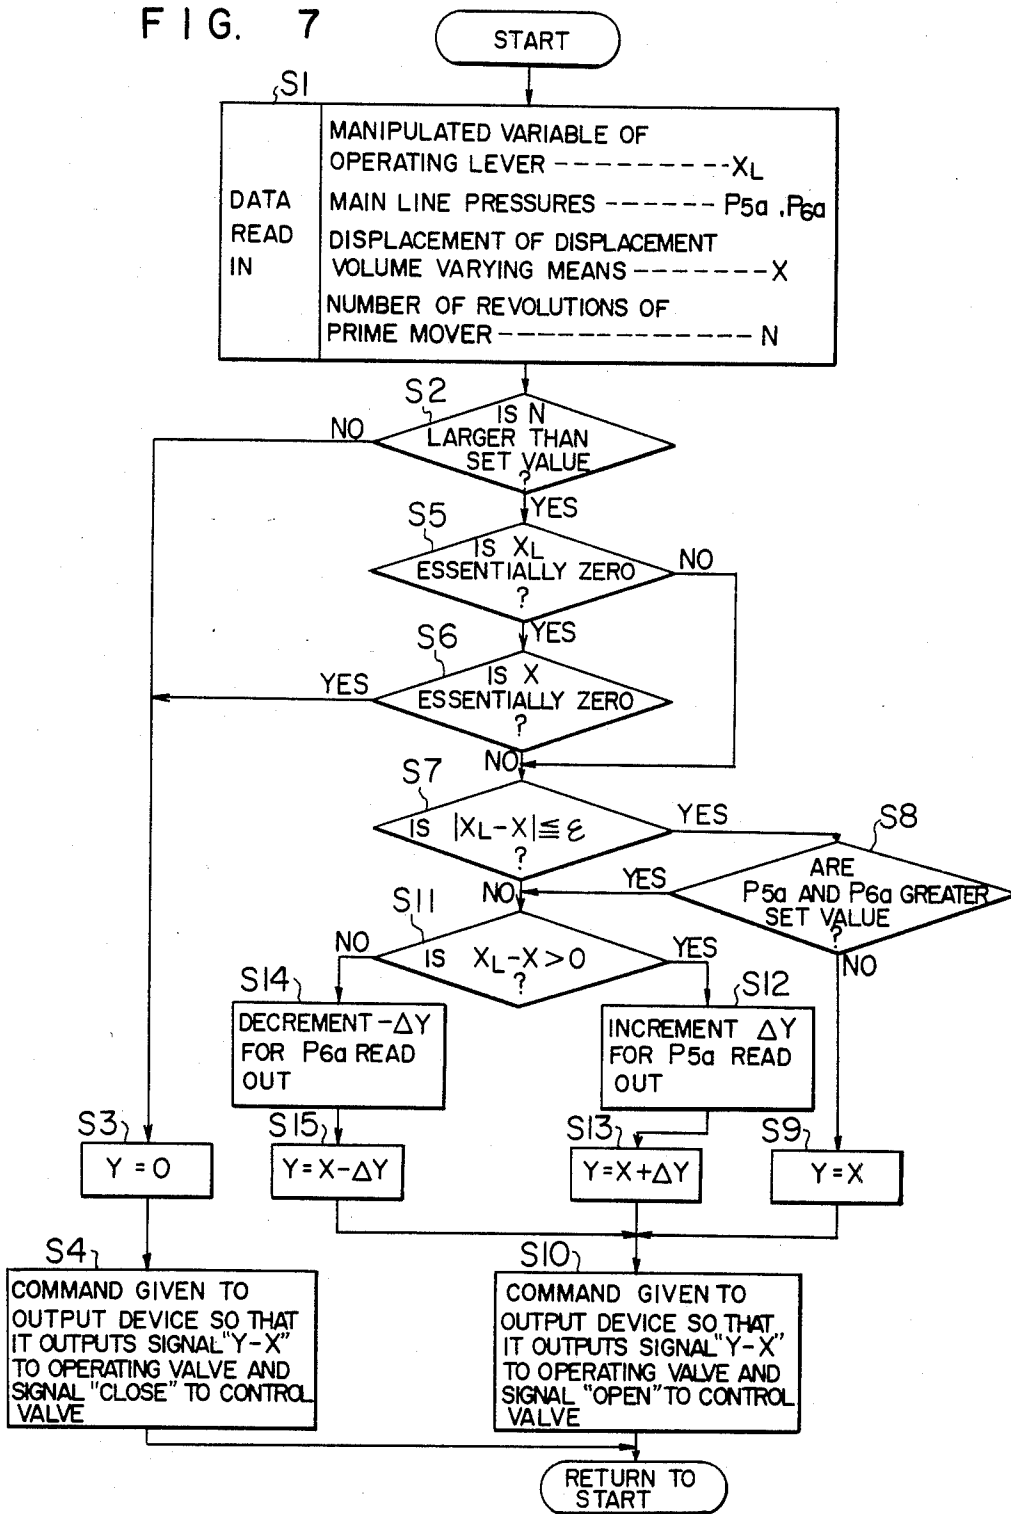 FIG. 7
START
S1
DATA
READ
IN
MANIPULATED VARIABLE OF
OPERATING LEVER ---------XL
MAIN LINE PRESSURES ------ P5a, P6a
DISPLACEMENT OF DISPLACEMENT
VOLUME VARYING MEANS-------X
NUMBER OF REVOLUTIONS OF
PRIME MOVER-------------- N
S2
IS N
LARGER THAN
SET VALUE
?
NO
YES
S5
IS XL
ESSENTIALLY ZERO
?
NO
YES
S6
IS X
ESSENTIALLY ZERO
?
YES
NO
S7
IS |XL-X|≦ε
?
YES
NO
S8
ARE
P5a AND P6a GREATER
SET VALUE
?
YES
NO
S11
IS XL-X>0
?
NO
YES
S14
DECREMENT -ΔY
FOR P6a READ
OUT
S12
INCREMENT ΔY
FOR P5a READ
OUT
S3
Y=0
S15
Y=X-ΔY
S13
Y=X+ΔY
S9
Y=X
S4
COMMAND GIVEN TO
OUTPUT DEVICE SO THAT
IT OUTPUTS SIGNAL "Y-X"
TO OPERATING VALVE AND
SIGNAL "CLOSE" TO CONTROL
VALVE
S10
COMMAND GIVEN TO
OUTPUT DEVICE SO THAT
IT OUTPUTS SIGNAL "Y-X"
TO OPERATING VALVE AND
SIGNAL "OPEN" TO CONTROL
VALVE
RETURN TO
START